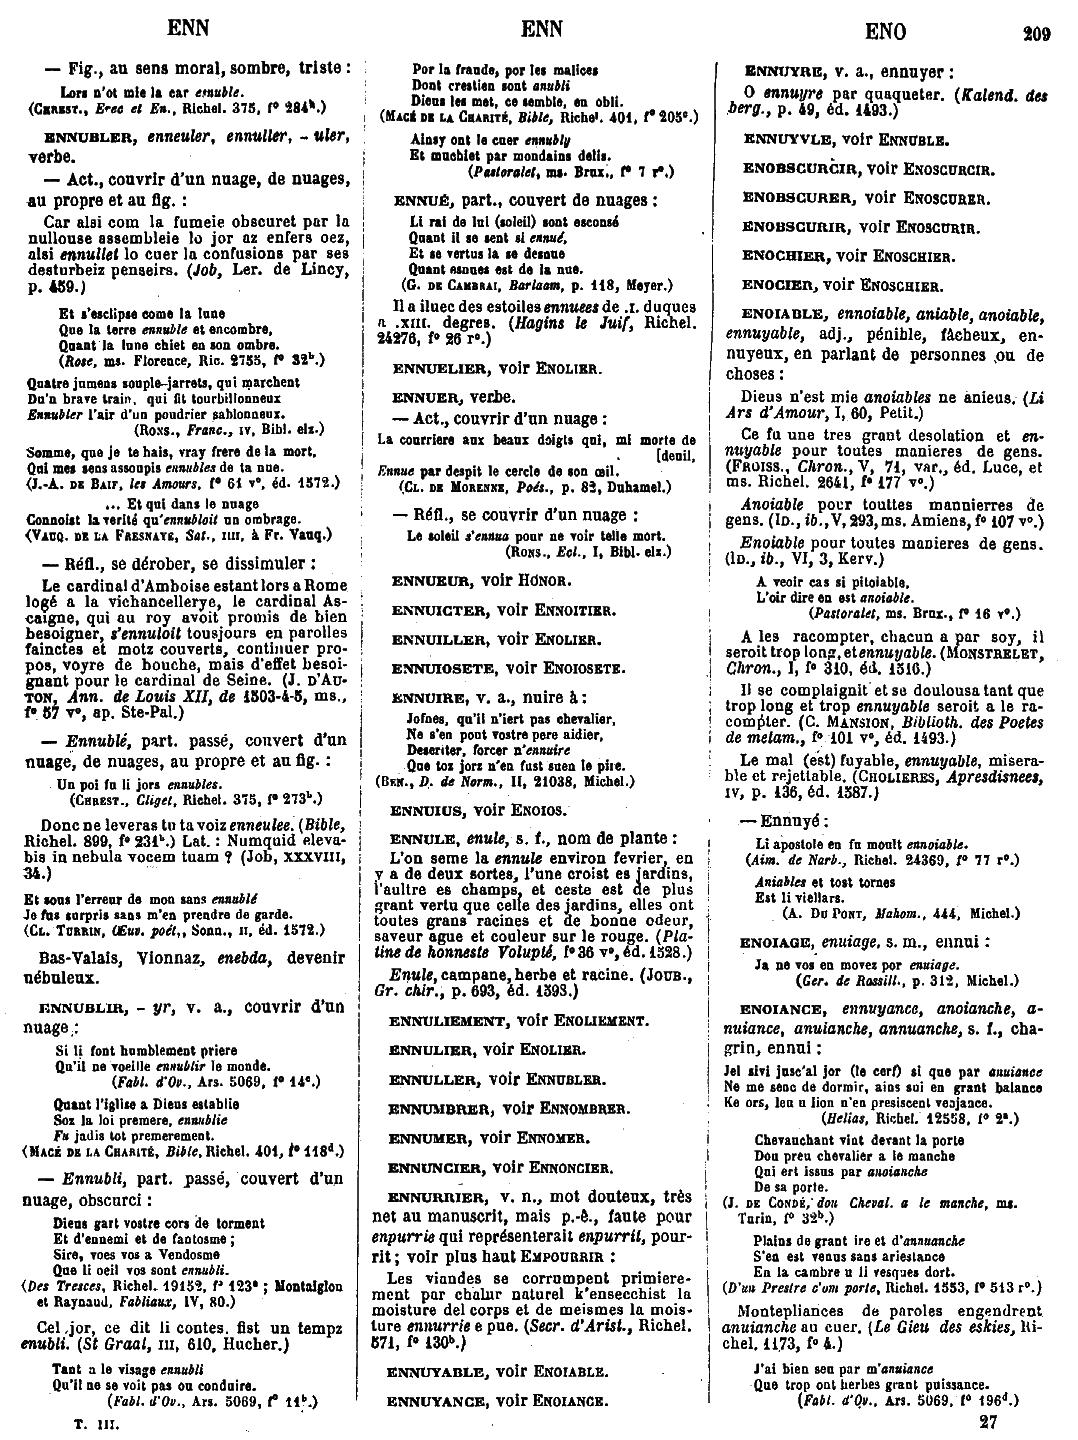 ENN
ENN
ENO
209
— Fig., au sens moral, sombre, triste :
Lors n'ot mie la car enuble.
(CHREST., Erec et En., Richel. 375, f° 284ʰ.)
ENNUBLER, enneuler, ennuller, - uler,
verbe.
— Act., couvrir d'un nuage, de nuages,
au propre et au fig. :
Car alsi com la fumeie obscuret par la
nullouse assembleie lo jor az enfers oez,
alsi ennullet lo cuer la confusions par ses
desturbeiz penseirs. (Job, Ler. de Lincy,
p. 459.)
Et s'esclipse come la lune
Que la terre ennuble et encombre,
Quant la lune chiet en son ombre.
(Rose, ms. Florence, Ric. 2755, f° 32ᵇ.)
Quatre jumens souple-jarrets, qui marchent
Du'n brave train, qui fit tourbillonneux
Ennubler l'air d'un poudrier sablonneux.
(RONS., Franc., IV, Bibl. elz.)
Somme, que je te hais, vray frere de la mort,
Qui mes sens assoupis ennubles de ta nue.
(J.-A. DE BAIF, les Amours, f° 61 v°, éd. 1572.)
... Et qui dans le nuage
Connoist la verité qu'ennubloit un ombrage.
(VAUQ. DE LA FRESNAYE, Sat., IIII, à Fr. Vauq.)
— Réfl., se dérober, se dissimuler :
Le cardinal d'Amboise estant lors a Rome
logé a la vichancellerye, le cardinal As-
caigne, qui au roy avoit promis de bien
besoigner, s'ennuloit tousjours en parolles
fainctes et motz couverts, continuer pro-
pos, voyre de bouche, mais d'effet besoi-
gnant pour le cardinal de Seine. (J. D'AU-
TON, Ann. de Louis XII, de 1503-4-5, ms.,
f° 57 v°, ap. Ste-Pal.)
— Ennublé, part. passé, couvert d'un
nuage, de nuages, au propre et au fig. :
Un poi fu li jors ennubles.
(CHREST., Cliget, Richel. 375, f° 273ᵇ.)
Donc ne leveras tu ta voiz enneulee. (Bible,
Richel. 899, f° 231ᵇ.) Lat. : Numquid eleva-
bis in nebula vocem tuam ? (Job, XXXVIII,
34.)
Et sous l'erreur de mon sans ennublé
Je fus surpris sans m'en prendre de garde.
(CL. TURRIN, Œuv. poét., Sonn., II, éd. 1572.)
Bas-Valais, Vionnaz, enebda, devenir
nébuleux.
ENNUBLIR, - yr, v. a., couvrir d'un
nuage :
Si li font humblement priere
Qu'il ne voeille ennublir le monde.
(Fabl. d'Ov., Ars. 5069, f° 14ᶜ.)
Quant l'iglise a Dieus establie
Soz la loi premere, ennublie
Fu jadis tot premerement.
(MACÉ DE LA CHARITÉ, Bible, Richel. 401, f° 118ᵈ.)
— Ennubli, part. passé, couvert d'un
nuage, obscurci :
Dieus gart vostre cors de torment
Et d'ennemi et de fantosme ;
Sire, voes vos a Vendosme
Que li oeil vos sont ennubli.
(Des Tresces, Richel. 19152, f° 123ᵃ ; Montaiglon
et Raynaud, Fabliaux, IV, 80.)
Cel jor, ce dit li contes, fist un tempz
enubli. (St Graal, III, 610, Hucher.)
Tant a le visage ennubli
Qu'il ne se voit pas ou conduire.
(Fabl. d'Ov., Ars. 5069, f° 11ᵇ.)
T. III.
Por la fraude, por les malices
Dont crestien sont anubli
Dieus les met, ce semble, en obli.
(MACÉ DE LA CHARITÉ, Bible, Richel. 401, f° 205ᶜ.)
Ainsy ont le cuer ennubly
Et muchiet par mondains delis.
(Pastoralet, ms. Brux., f° 7 r°.)
ENNUÉ, part., couvert de nuages :
Li rai de lui (soleil) sont esconsé
Quant il se sent si ennué,
Et se vertus la se desnue
Quant esnues est de la nue.
(G. DE CAMBRAI, Barlaam, p. 118, Meyer.)
Il a iluec des estoiles ennuees de .I. duques
a .XIII. degres. (Hagins le Juif, Richel.
24276, f° 26 r°.)
ENNUELIER, voir ENOLIER.
ENNUER, verbe.
— Act., couvrir d'un nuage :
La courriere aux beaux doigts qui, mi morte de
[deuil,
Ennue par despit le cercle de son œil.
(CL. DE MORENNE, Poés., p. 82, Duhamel.)
— Réfl., se couvrir d'un nuage :
Le soleil s'ennua pour ne voir telle mort.
(RONS., Ecl., I, Bibl. elz.)
ENNUEUR, voir HONOR.
ENNUICTER, voir ENNOITIER.
ENNUILLER, voir ENOLIER.
ENNUIOSETE, voir ENOIOSETE.
ENNUIRE, v. a., nuire à :
Jofnes, qu'il n'iert pas chevalier,
Ne s'en pout vostre pere aidier,
Deseriter, forcer n'ennuire
Que toz jorz n'en fust suen le pire.
(BEN., D. de Norm., II, 21038, Michel.)
ENNUIUS, voir ENOIOS.
ENNULE, enule, s. f., nom de plante :
L'on seme la ennule environ fevrier, en
y a de deux sortes, l'une croist es jardins,
l'aultre es champs, et ceste est de plus
grant vertu que celle des jardins, elles ont
toutes grans racines et de bonne odeur,
saveur ague et couleur sur le rouge. (Pla-
tine de honneste Volupté, f° 36 v°, éd. 1528.)
Enule, campane, herbe et racine. (JOUB.,
Gr. chir., p. 693, éd. 1598.)
ENNULIEMENT, voir ENOLIEMENT.
ENNULIER, voir ENOLIER.
ENNULLER, voir ENNUBLER.
ENNUMBRER, voir ENNOMBRER.
ENNUMER, voir ENNOMER.
ENNUNCIER, voir ENNONCIER.
ENNURRIER, v. n., mot douteux, très
net au manuscrit, mais p.-ê., faute pour
enpurrie qui représenterait enpurrit, pour-
rit ; voir plus haut EMPOURRIR :
Les viandes se corrumpent primiere-
ment par chalur naturel k'ensecchist la
moisture del corps et de meismes la mois-
ture ennurrie e pue. (Secr. d'Arist., Richel.
571, f° 130ᵇ.)
ENNUYABLE, voir ENOIABLE.
ENNUYANCE, voir ENOIANCE.
ENNUYRE, v. a., ennuyer :
O ennuyre par quaqueter. (Kalend. des
berg., p. 49, éd. 1493.)
ENNUYVLE, voir ENNUBLE.
ENOBSCURCIR, voir ENOSCURCIR.
ENOBSCURER, voir ENOSCURER.
ENOBSCURIR, voir ENOSCURIR.
ENOCHIER, voir ENOSCHIER.
ENOCIER, voir ENOSCHIER.
ENOIABLE, ennoiable, aniable, anoiable,
ennuyable, adj., pénible, fâcheux, en-
nuyeux, en parlant de personnes ou de
choses :
Dieus n'est mie anoiables ne anieus. (Li
Ars d'Amour, I, 60, Petit.)
Ce fu une tres grant desolation et en-
nuyable pour toutes manieres de gens.
(FROISS., Chron., V, 71, var., éd. Luce, et
ms. Richel. 2641, f° 177 v°.)
Anoiable pour touttes mannierres de
gens. (ID., ib., V, 293, ms. Amiens, f° 107 v°.)
Enoiable pour toutes manieres de gens.
(ID., ib., VI, 3, Kerv.)
A veoir cas si pitoiable,
L'oir dire en est anoiable.
(Pastoralet, ms. Brux., f° 16 v°.)
A les racompter, chacun a par soy, il
seroit trop long, et ennuyable. (MONSTRELET,
Chron., I, f° 310, éd. 1516.)
Il se complaignit et se doulousa tant que
trop long et trop ennuyable seroit a le ra-
compter. (C. MANSION, Biblioth. des Poetes
de metam., f° 101 v°, éd. 1493.)
Le mal (est) fuyable, ennuyable, misera-
ble et rejettable. (CHOLIERES, Apresdisnees,
IV, p. 136, éd. 1587.)
— Ennuyé :
Li apostole en fu moult ennoiable.
(Aim. de Narb., Richel. 24369, f° 77 r°.)
Aniables et tost tornes
Est li viellars.
(A. DU PONT, Mahom., 444, Michel.)
ENOIAGE, enuiage, s. m., ennui :
Ja ne vos en movez por enuiage.
(Ger. de Rossill., p. 312, Michel.)
ENOIANCE, ennuyance, anoianche, a-
nuiance, anuianche, annuanche, s. f., cha-
grin, ennui :
Jel sivi jusc'al jor (le cerf) si que par anuiance
Ne me senc de dormir, ains sui en grant balance
Ke ors, leu u lion n'en presiscent venjance.
(Helias, Richel. 12558, f° 2ᵃ.)
Chevauchant vint devant la porte
Dou preu chevalier a le manche
Qui ert issus par anoianche
De sa porte.
(J. DE CONDÉ, dou Cheval. a le manche, ms.
Turin, f° 32ᵇ.)
Plains de grant ire et d'annuanche
S'en est venus sans ariestance
En la cambre u li vesques dort.
(D'un Prestre c'om porte, Richel. 1553, f° 513 r°.)
Montepliances de paroles engendrent
anuianche au cuer. (Le Gieu des eskies, Ri-
chel. 1173, f° 4.)
J'ai bien seu par m'anuiance
Que trop ont herbes grant puissance.
(Fabl. d'Ov., Ars. 5069, f° 196ᵈ.)
27